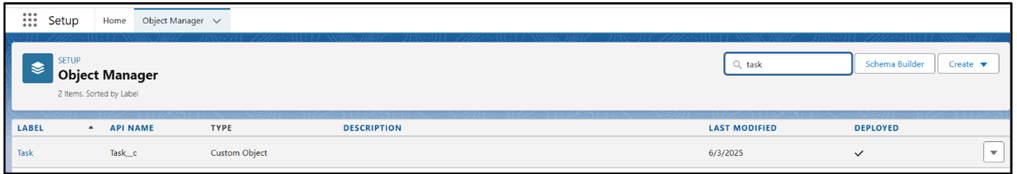 Setup Home Object Manager
SETUP
Object Manager
2 Items. Sorted by Label
task Schema Builder Create
LABEL API NAME TYPE DESCRIPTION LAST MODIFIED DEPLOYED
Task Task__c Custom Object 6/3/2025